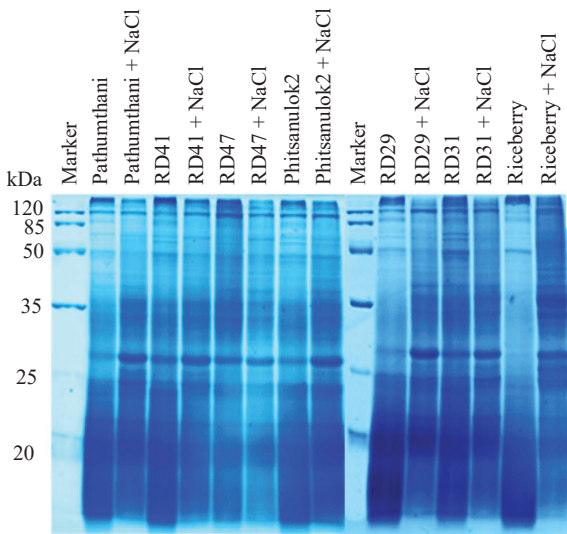 Marker
Pathumthani
Pathumthani + NaCl
RD41
RD41 + NaCl
RD47
RD47 + NaCl
Phitsanulok2
Phitsanulok2 + NaCl
Marker
RD29
RD29 + NaCl
RD31
RD31 + NaCl
Riceberry
Riceberry + NaCl
kDa
120
85
50
35
25
20